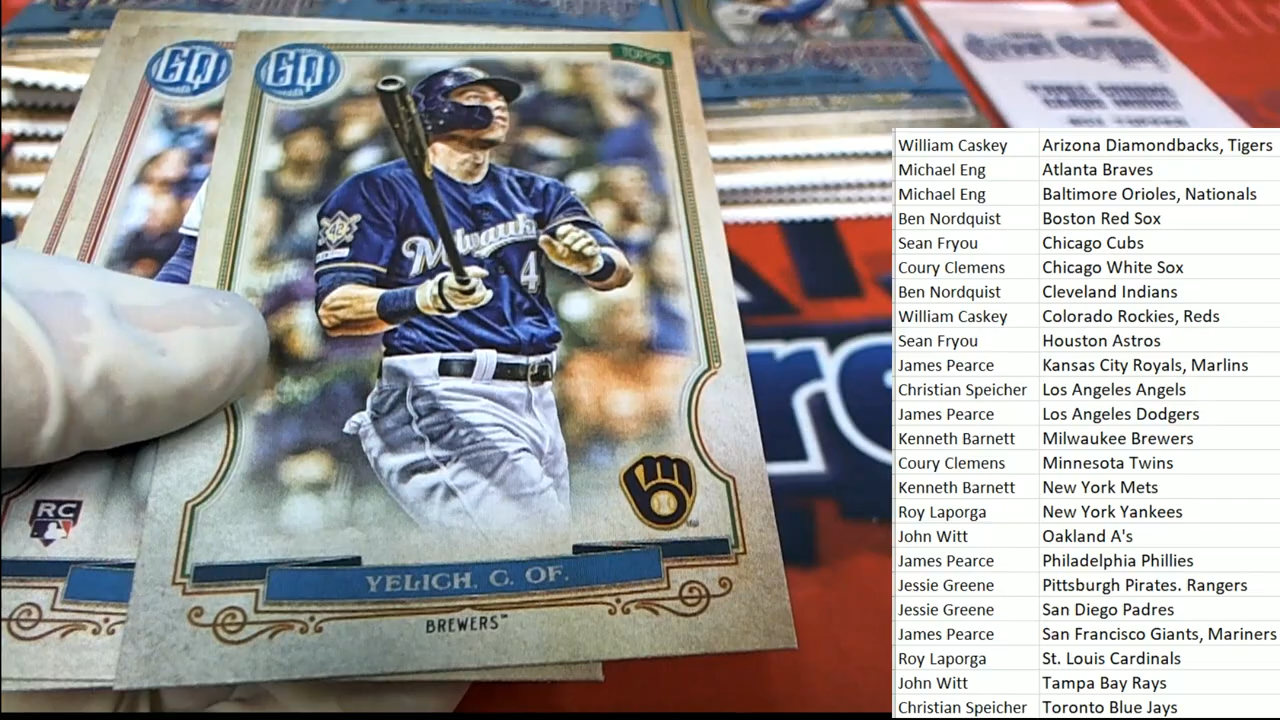 GQ
GQ
TOPPS
Milwauk
4
RC
YELICH, C. OF.
BREWERS™
William Caskey Arizona Diamondbacks, Tigers
Michael Eng Atlanta Braves
Michael Eng Baltimore Orioles, Nationals
Ben Nordquist Boston Red Sox
Sean Fryou Chicago Cubs
Coury Clemens Chicago White Sox
Ben Nordquist Cleveland Indians
William Caskey Colorado Rockies, Reds
Sean Fryou Houston Astros
James Pearce Kansas City Royals, Marlins
Christian Speicher Los Angeles Angels
James Pearce Los Angeles Dodgers
Kenneth Barnett Milwaukee Brewers
Coury Clemens Minnesota Twins
Kenneth Barnett New York Mets
Roy Laporga New York Yankees
John Witt Oakland A's
James Pearce Philadelphia Phillies
Jessie Greene Pittsburgh Pirates. Rangers
Jessie Greene San Diego Padres
James Pearce San Francisco Giants, Mariners
Roy Laporga St. Louis Cardinals
John Witt Tampa Bay Rays
Christian Speicher Toronto Blue Jays